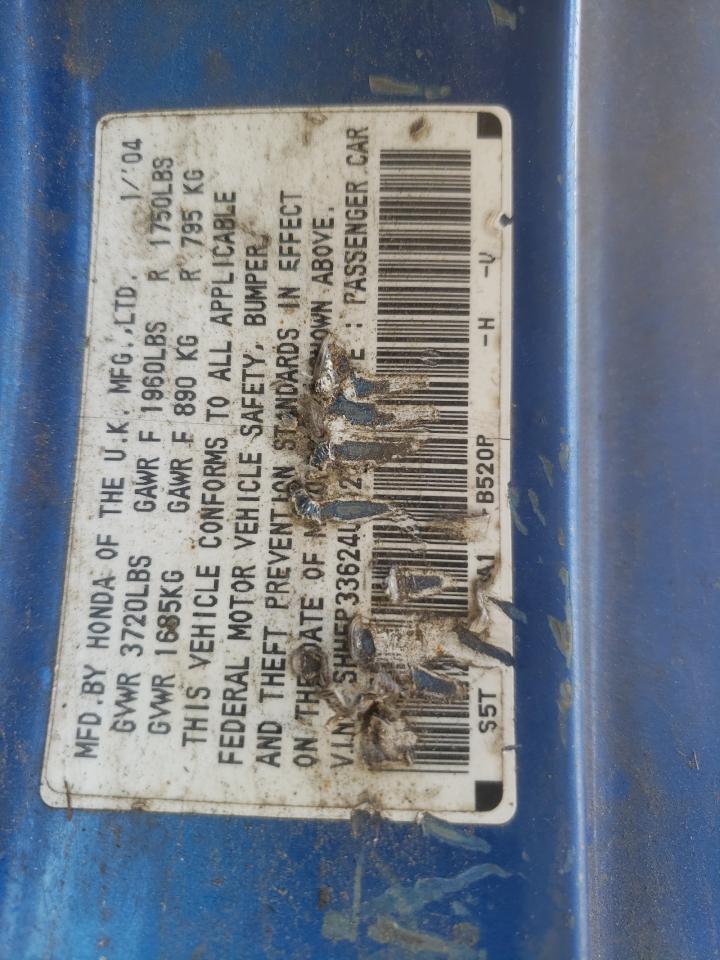 MFD.BY HONDA OF THE U.K. MFG.,LTD. 1/'04
GVWR 3720LBS GAWR F 1960LBS R 1750LBS
GVWR 1685KG GAWR F 890 KG R 795 KG
THIS VEHICLE CONFORMS TO ALL APPLICABLE
FEDERAL MOTOR VEHICLE SAFETY, BUMPER,
AND THEFT PREVENTION STANDARDS IN EFFECT
ON THE DATE OF ABOVE.
V.I.N : PASSENGER CAR
S5T A1 B520P -H -U